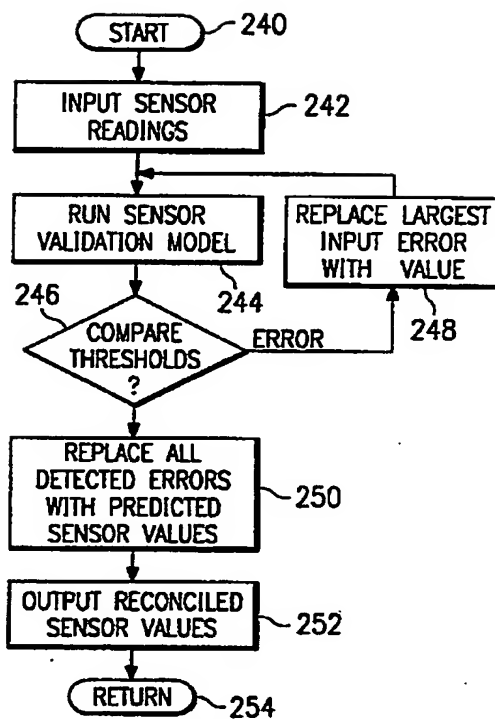 START
240
INPUT SENSOR
READINGS
242
RUN SENSOR
VALIDATION MODEL
244
REPLACE LARGEST
INPUT ERROR
WITH VALUE
248
246
COMPARE
THRESHOLDS
?
ERROR
REPLACE ALL
DETECTED ERRORS
WITH PREDICTED
SENSOR VALUES
250
OUTPUT RECONCILED
SENSOR VALUES
252
RETURN
254